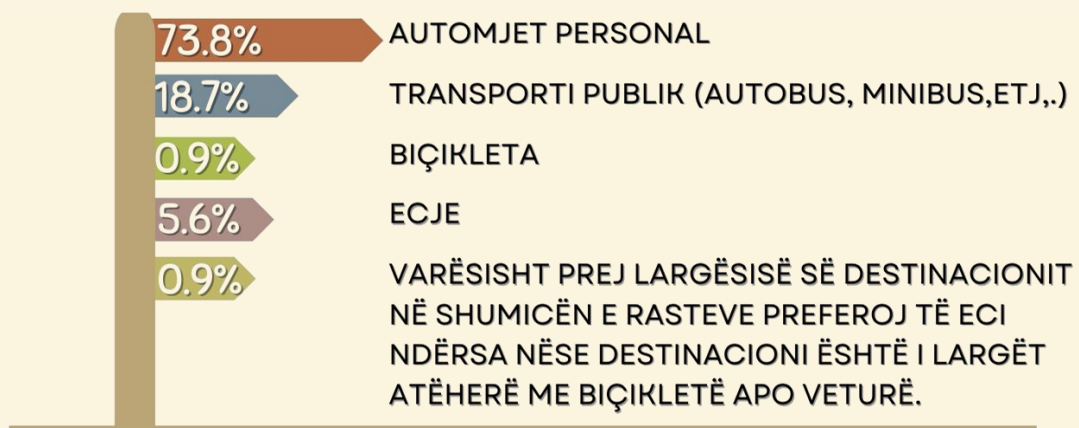 73.8% AUTOMJET PERSONAL
18.7% TRANSPORTI PUBLIK (AUTOBUS, MINIBUS,ETJ,.)
0.9% BIÇIKLETA
5.6% ECJE
0.9% VARËSISHT PREJ LARGËSISË SË DESTINACIONIT
NË SHUMICËN E RASTEVE PREFEROJ TË ECI
NDËRSA NËSE DESTINACIONI ËSHTË I LARGËT
ATËHERË ME BIÇIKLETË APO VETURË.